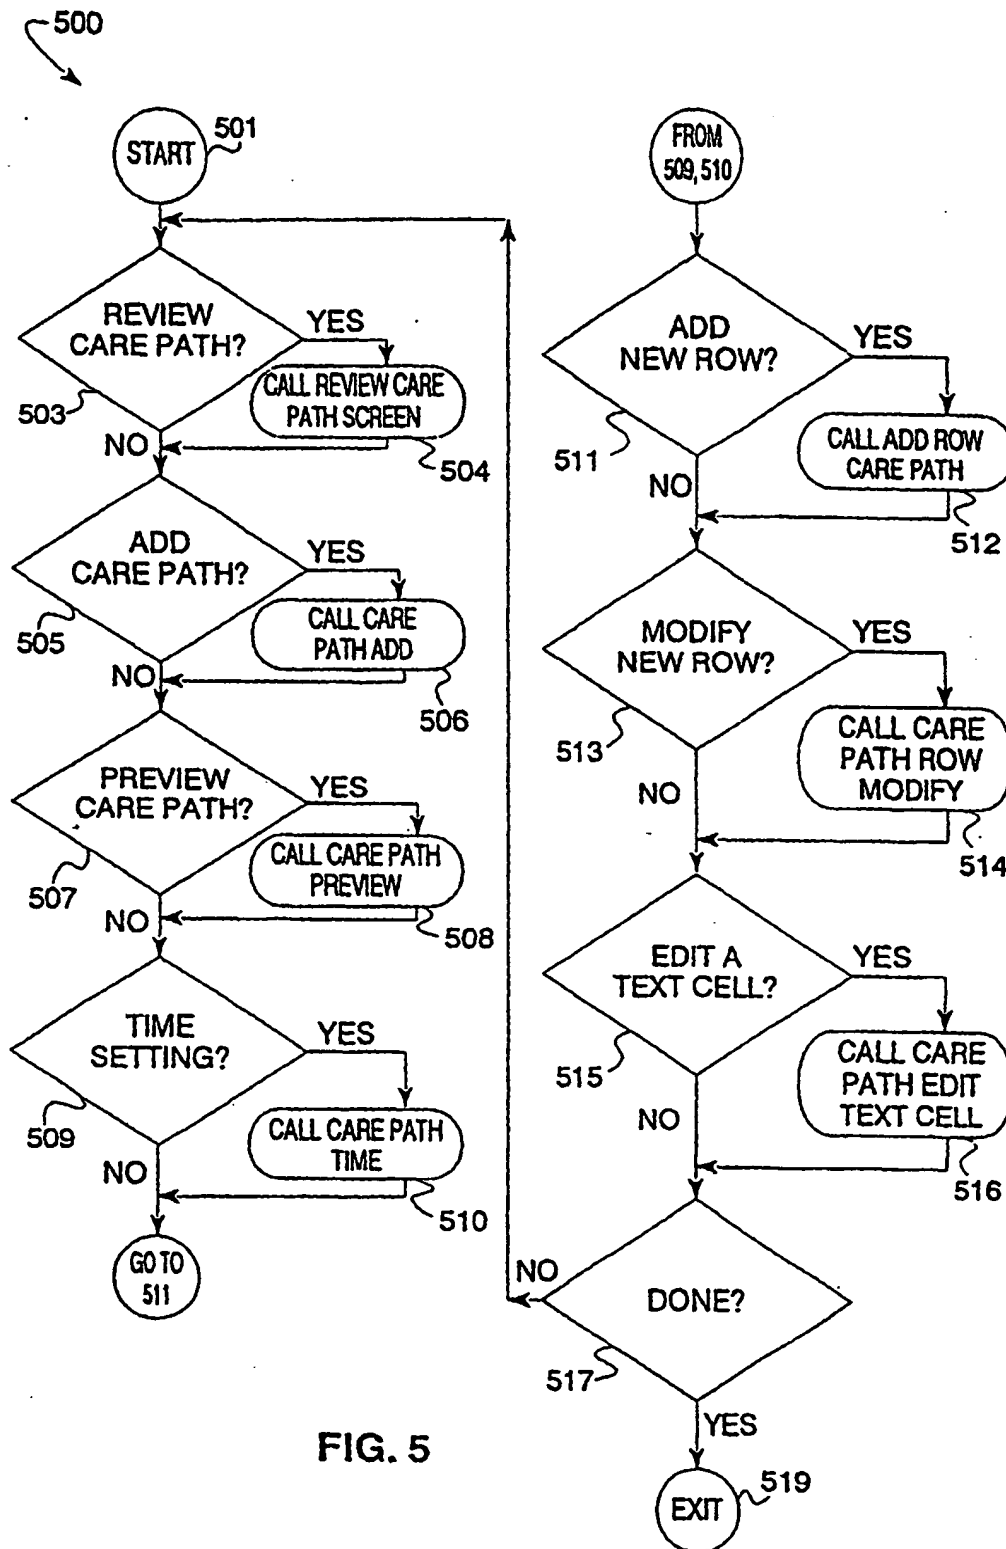 500
START
501
REVIEW
CARE PATH?
YES
503
CALL REVIEW CARE
PATH SCREEN
NO
504
ADD
CARE PATH?
YES
505
CALL CARE
PATH ADD
NO
506
PREVIEW
CARE PATH?
YES
507
CALL CARE PATH
PREVIEW
NO
508
TIME
SETTING?
YES
509
CALL CARE PATH
TIME
NO
510
GO TO
511
FROM
509, 510
ADD
NEW ROW?
YES
511
CALL ADD ROW
CARE PATH
NO
512
MODIFY
NEW ROW?
YES
513
CALL CARE
PATH ROW
MODIFY
NO
514
EDIT A
TEXT CELL?
YES
515
CALL CARE
PATH EDIT
TEXT CELL
NO
516
NO
DONE?
517
YES
EXIT
519
FIG. 5